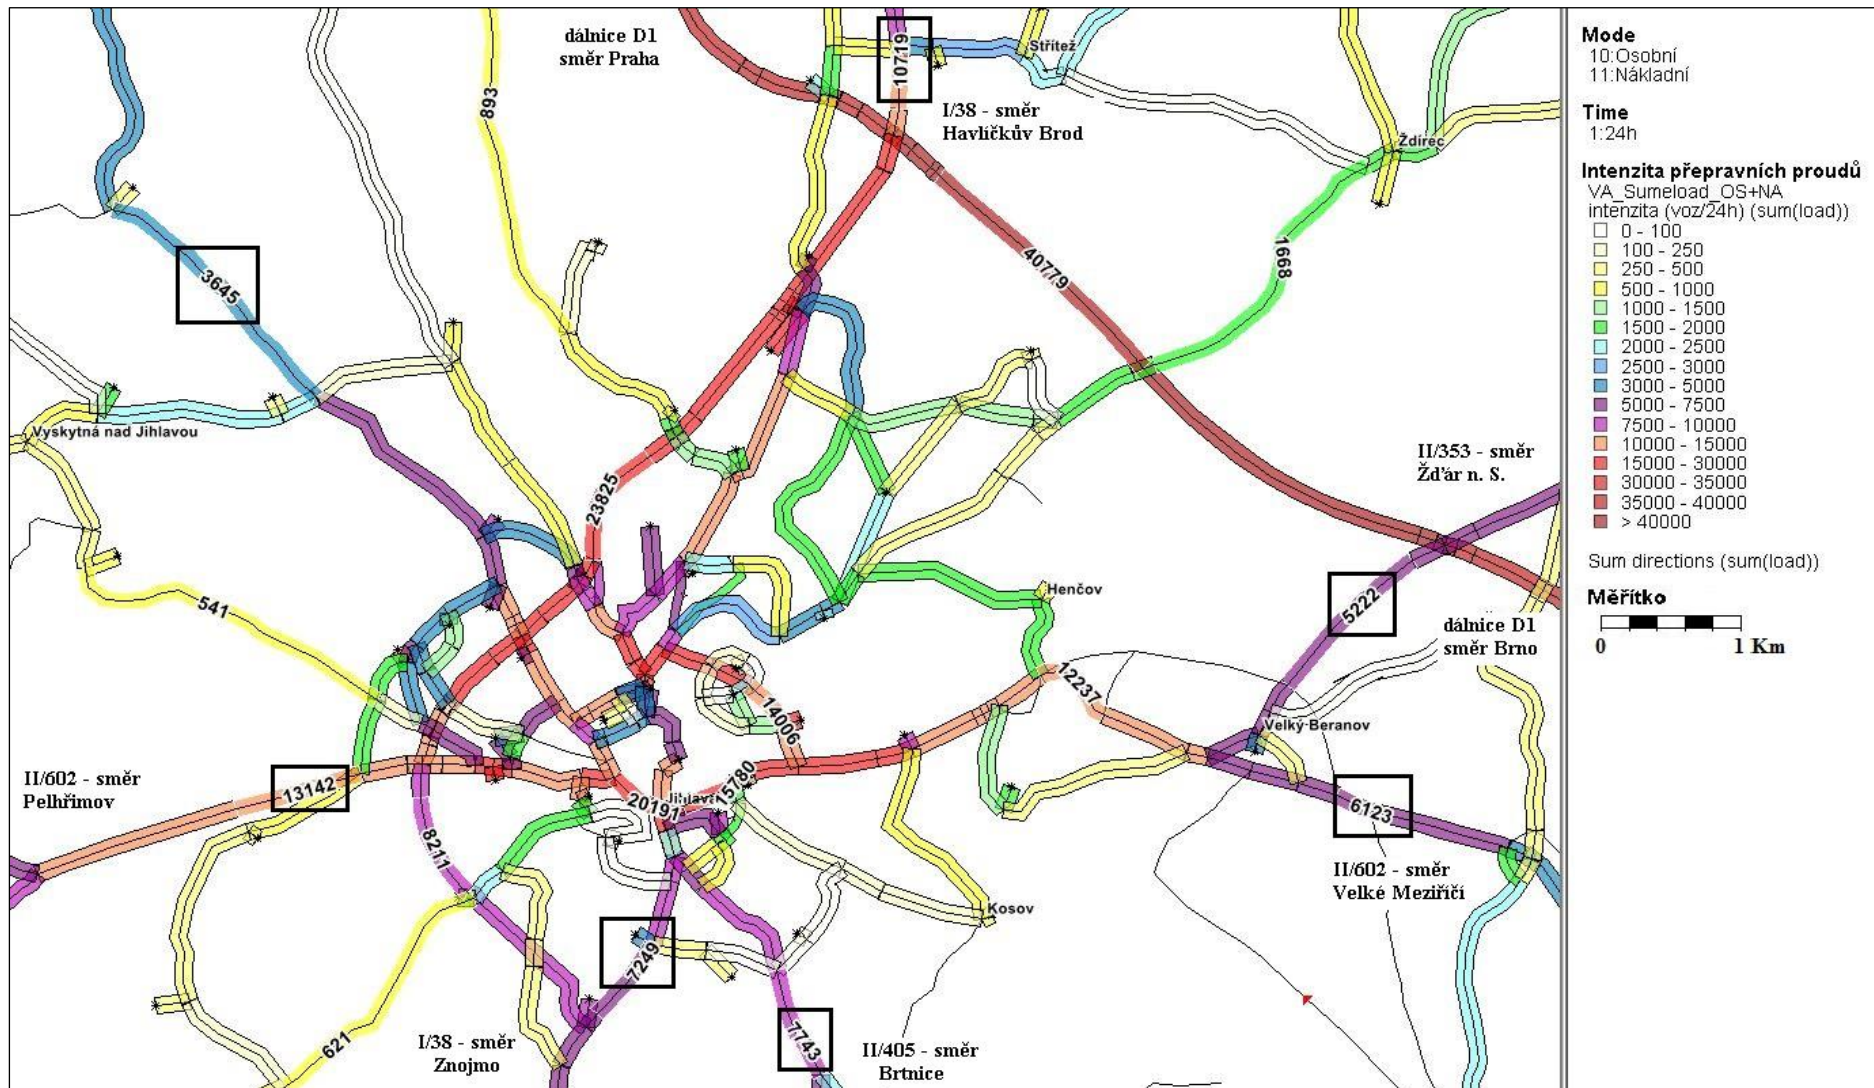 dálnice D1
směr Praha
10719
Střítež
I/38 - směr
Havlíčkův Brod
893
Ždírec
3645
40779
1668
Vyskytná nad Jihlavou
23825
II/353 - směr
Žďár n. S.
541
Henčov
5222
dálnice D1
směr Brno
12237
14006
Velký Beranov
II/602 - směr
Pelhřimov
13142
15780
Jihlava
20191
6123
8211
II/602 - směr
Velké Meziříčí
Kosov
7249
621
I/38 - směr
Znojmo
7743
II/405 - směr
Brtnice
Mode
10:Osobní
11:Nákladní
Time
1:24h
Intenzita přepravních proudů
VA_Sumeload_OS+NA
intenzita (voz/24h) (sum(load))
0 - 100
100 - 250
250 - 500
500 - 1000
1000 - 1500
1500 - 2000
2000 - 2500
2500 - 3000
3000 - 5000
5000 - 7500
7500 - 10000
10000 - 15000
15000 - 30000
30000 - 35000
35000 - 40000
> 40000
Sum directions (sum(load))
Měřítko
0 1 Km